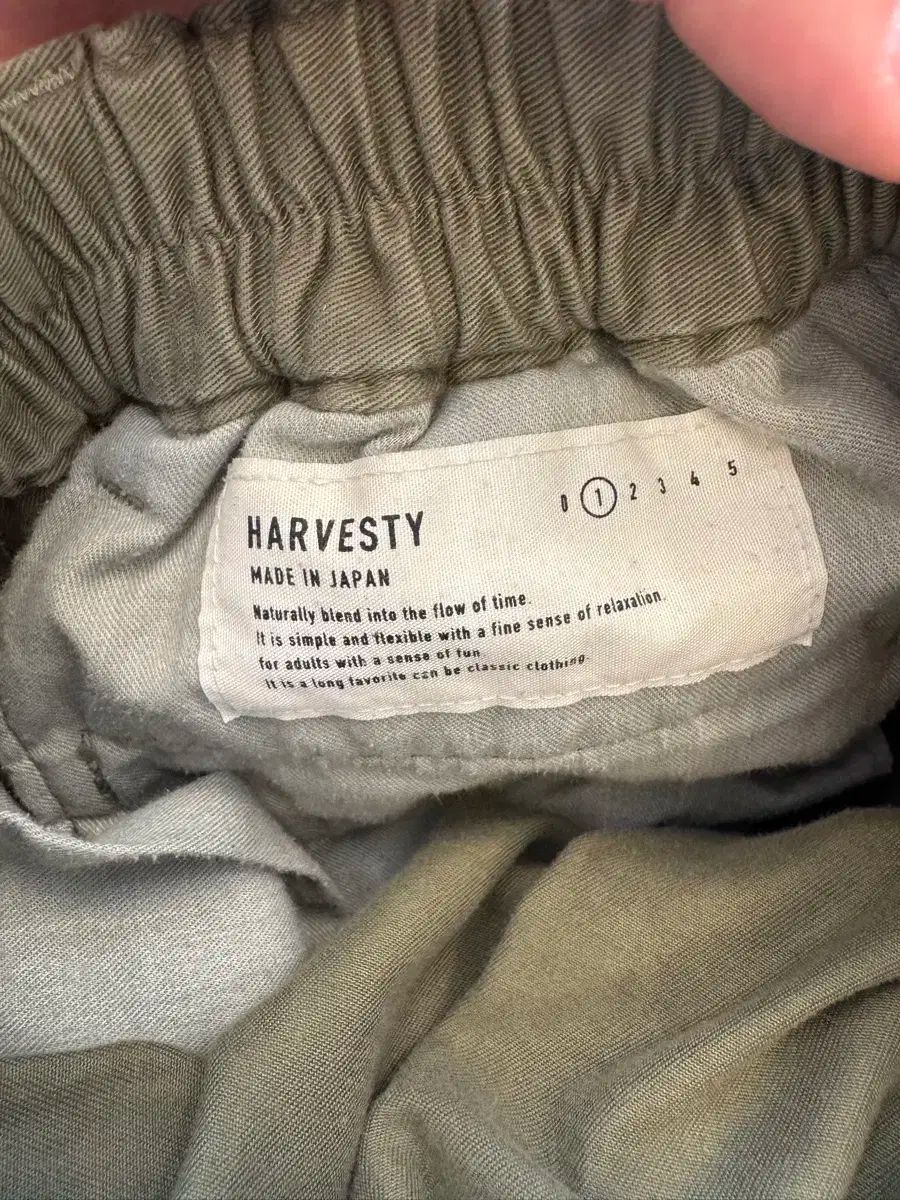 0 1 2 3 4 5
HARVESTY
MADE IN JAPAN
Naturally blend into the flow of time.
It is simple and flexible with a fine sense of relaxation.
for adults with a sense of fun
It is a long favorite can be classic clothing.